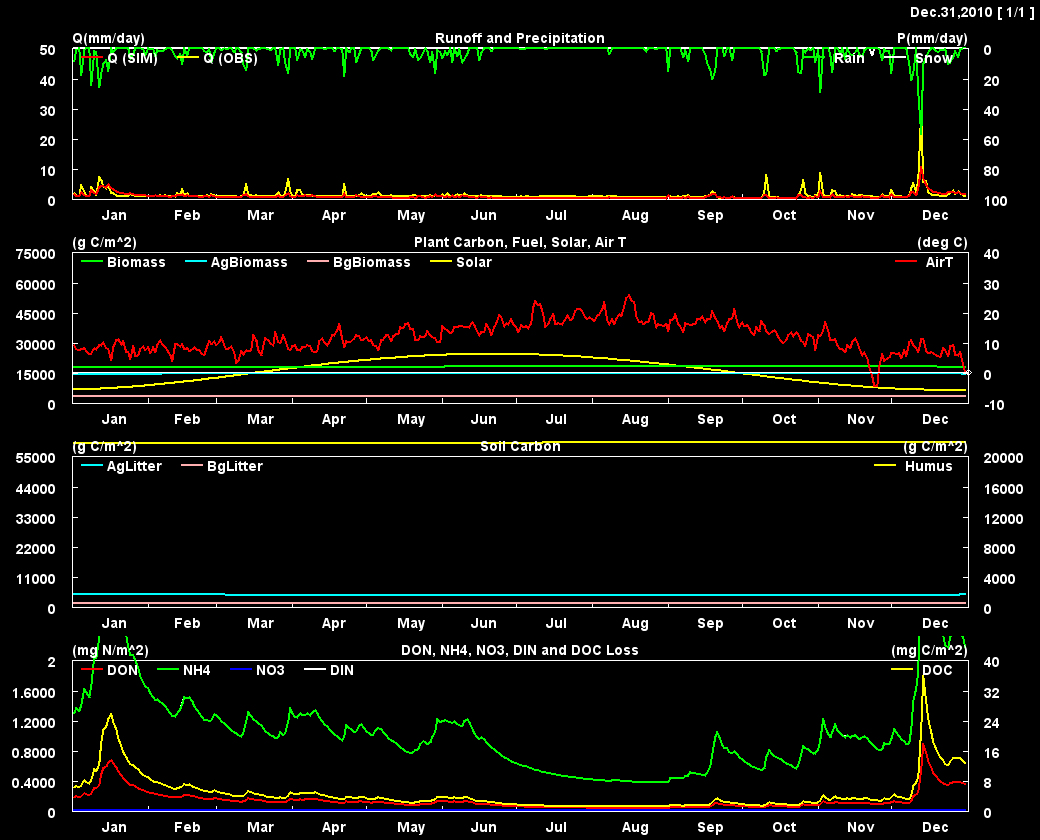 Dec.31,2010 [ 1/1 ]
Q(mm/day) Runoff and Precipitation P(mm/day)
50 0
Q (SIM) Q (OBS) Rain Snow
40 20
30 40
20 60
10 80
0 100
Jan Feb Mar Apr May Jun Jul Aug Sep Oct Nov Dec
(g C/m^2) Plant Carbon, Fuel, Solar, Air T (deg C)
75000 40
Biomass AgBiomass BgBiomass Solar AirT
60000 30
45000 20
30000 10
15000 0
0 -10
Jan Feb Mar Apr May Jun Jul Aug Sep Oct Nov Dec
(g C/m^2) Soil Carbon (g C/m^2)
55000 20000
AgLitter BgLitter Humus
44000 16000
33000 12000
22000 8000
11000 4000
0 0
Jan Feb Mar Apr May Jun Jul Aug Sep Oct Nov Dec
(mg N/m^2) DON, NH4, NO3, DIN and DOC Loss (mg C/m^2)
2 40
DON NH4 NO3 DIN DOC
1.6000 32
1.2000 24
0.8000 16
0.4000 8
0 0
Jan Feb Mar Apr May Jun Jul Aug Sep Oct Nov Dec